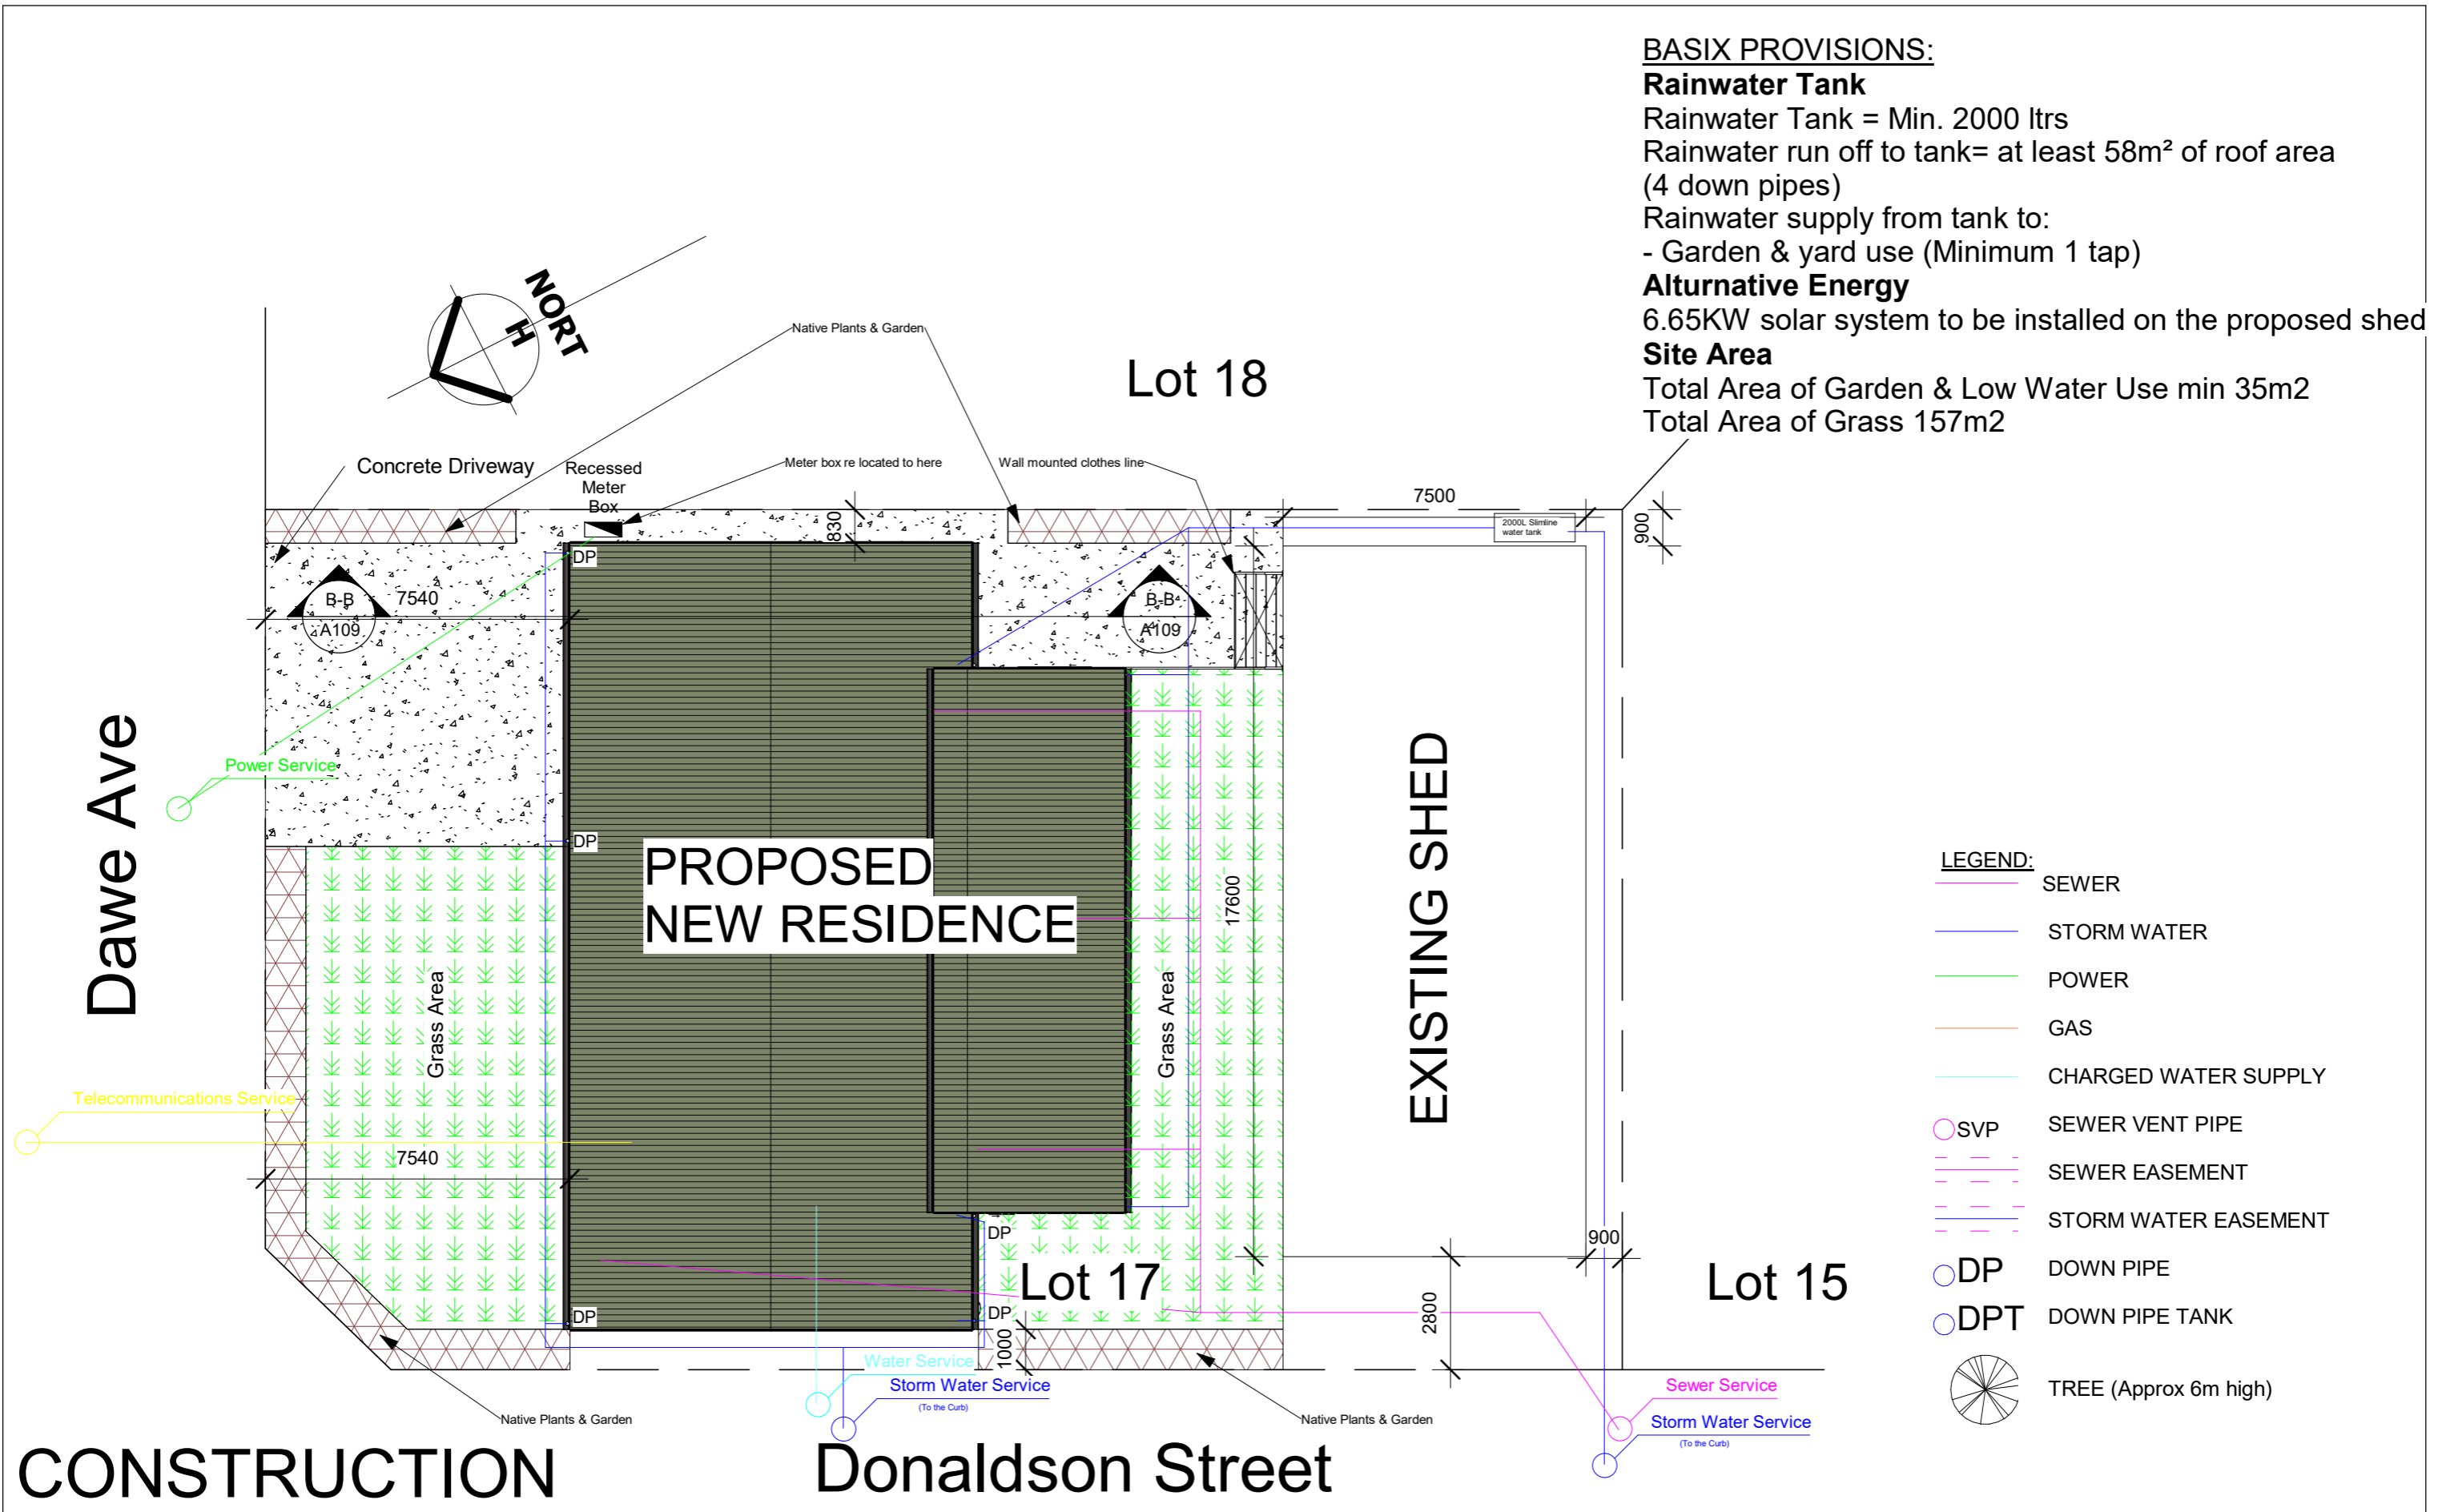 BASIX PROVISIONS:
Rainwater Tank
Rainwater Tank = Min. 2000 ltrs
Rainwater run off to tank= at least 58m² of roof area
(4 down pipes)
Rainwater supply from tank to:
- Garden & yard use (Minimum 1 tap)
Alturnative Energy
6.65KW solar system to be installed on the proposed shed
Site Area
Total Area of Garden & Low Water Use min 35m2
Total Area of Grass 157m2
NORT
H
Native Plants & Garden
Lot 18
Concrete Driveway
Recessed
Meter
Box
Meter box re located to here
Wall mounted clothes line
7500
830
2000L Slimline
water tank
900
DP
B-B
A109
7540
B-B
A109
Dawe Ave
Power Service
DP
PROPOSED
NEW RESIDENCE
17600
EXISTING SHED
Grass Area
Grass Area
Telecommunications Service
7540
DP
Lot 17
900
Lot 15
DP
DP
1000
2800
Water Service
Storm Water Service
(To the Curb)
Sewer Service
Storm Water Service
(To the Curb)
Native Plants & Garden
Native Plants & Garden
CONSTRUCTION
Donaldson Street
LEGEND:
SEWER
STORM WATER
POWER
GAS
CHARGED WATER SUPPLY
SVP SEWER VENT PIPE
SEWER EASEMENT
STORM WATER EASEMENT
DP DOWN PIPE
DPT DOWN PIPE TANK
TREE (Approx 6m high)